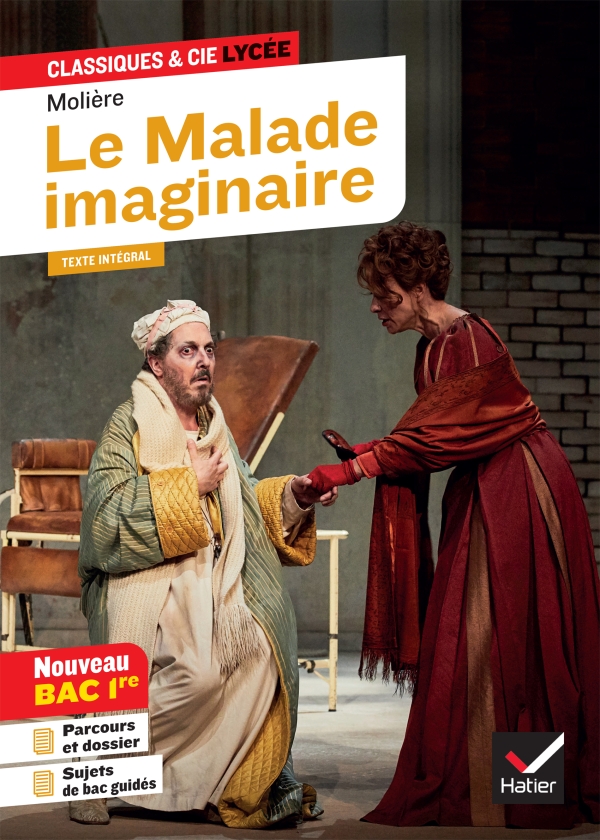 CLASSIQUES & CIE LYCÉE
Molière
Le Malade
imaginaire
TEXTE INTÉGRAL
Nouveau
BAC 1re
Parcours
et dossier
Sujets
de bac guidés
Hatier